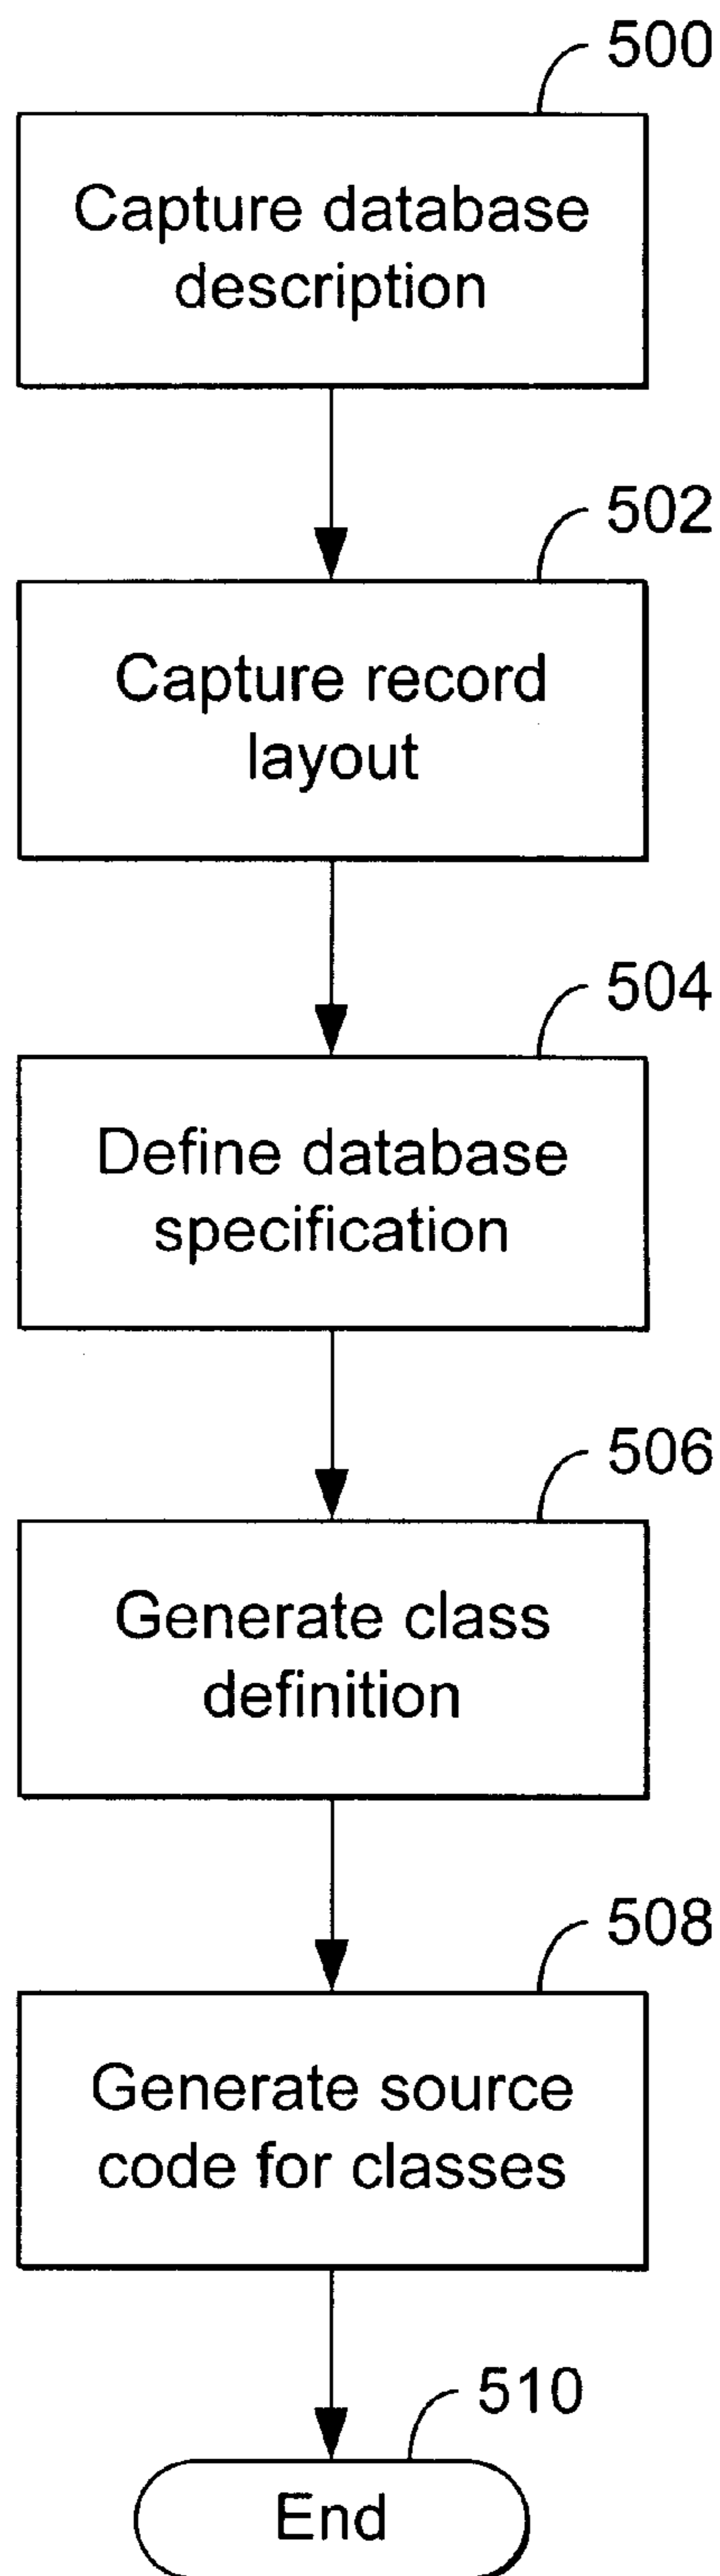 500
Capture database
description
502
Capture record
layout
504
Define database
specification
506
Generate class
definition
508
Generate source
code for classes
510
End